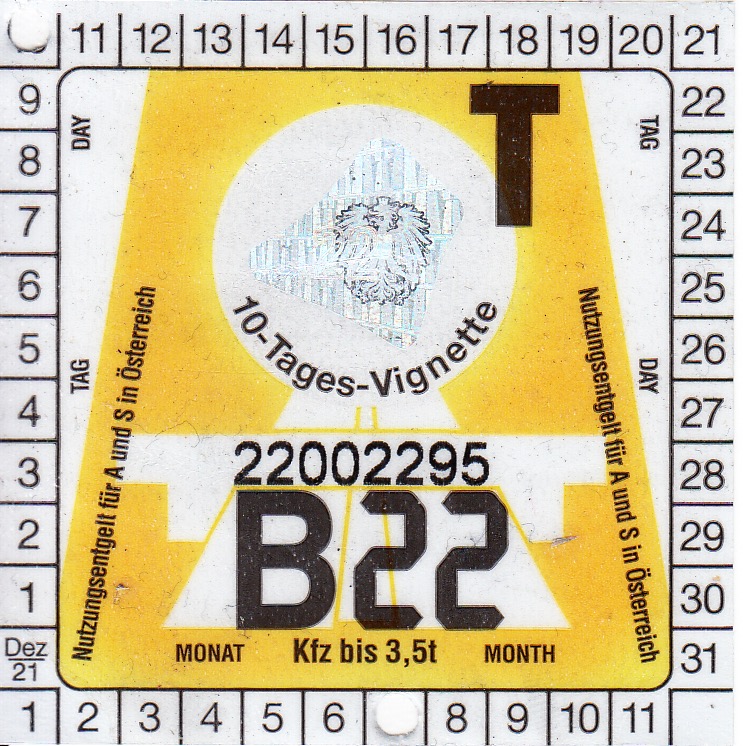 11 12 13 14 15 16 17 18 19 20 21
9
8
7
6
5
4
3
2
1
Dez
21
22
23
24
25
26
27
28
29
30
31
1 2 3 4 5 6 8 9 10 11
DAY
TAG
TAG
DAY
T
10-Tages-Vignette
Nutzungsentgelt für A und S in Österreich
Nutzungsentgelt für A und S in Österreich
22002295
B22
MONAT Kfz bis 3,5t MONTH